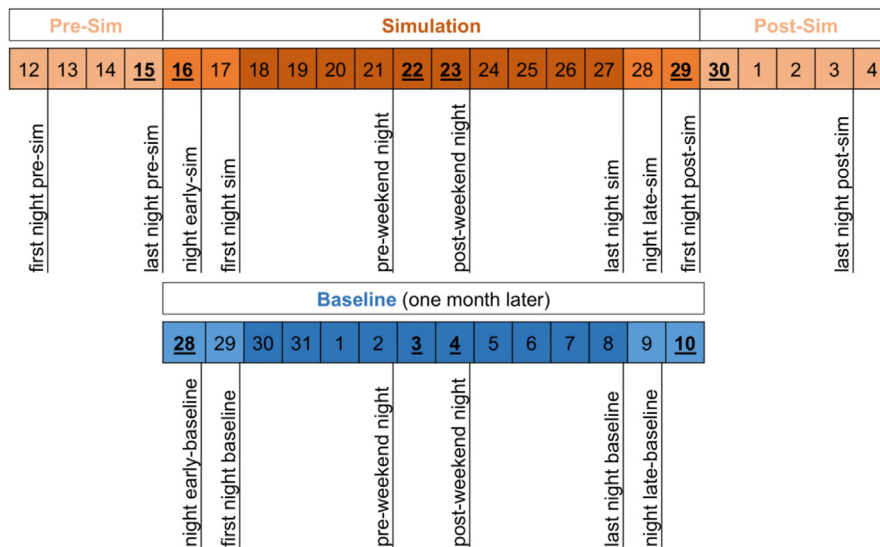 Pre-Sim Simulation Post-Sim
12 13 14 15 16 17 18 19 20 21 22 23 24 25 26 27 28 29 30 1 2 3 4
first night pre-sim
last night pre-sim
night early-sim
first night sim
pre-weekend night
post-weekend night
last night sim
night late-sim
first night post-sim
last night post-sim
Baseline (one month later)
28 29 30 31 1 2 3 4 5 6 7 8 9 10
night early-baseline
first night baseline
pre-weekend night
post-weekend night
last night baseline
night late-baseline